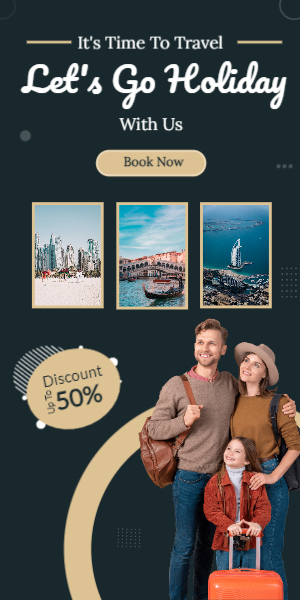 It's Time To Travel
Let's Go Holiday
With Us
Book Now
Discount
Up To 50%